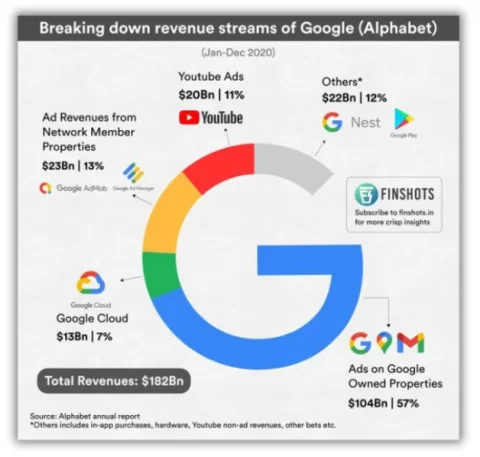 Breaking down revenue streams of Google (Alphabet)
(Jan-Dec 2020)
Youtube Ads
$20Bn | 11%
YouTube
Others*
$22Bn | 12%
Nest
Google Play
Ad Revenues from
Network Member
Properties
$23Bn | 13%
Google AdMob
Google Ad Manager
FINSHOTS
Subscribe to finshots.in
for more crisp insights
Google Cloud
Google Cloud
$13Bn | 7%
Ads on Google
Owned Properties
$104Bn | 57%
Total Revenues: $182Bn
Source: Alphabet annual report
*Others includes in-app purchases, hardware, Youtube non-ad revenues, other bets etc.